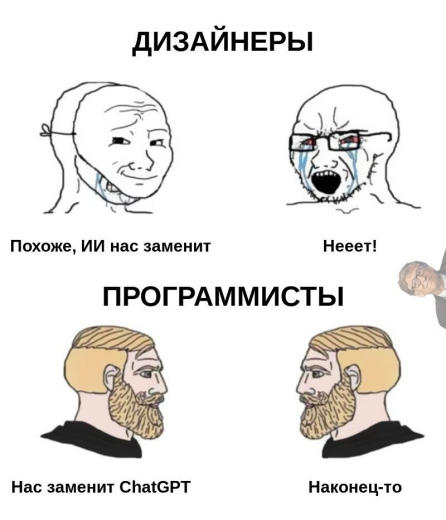 ДИЗАЙНЕРЫ
Похоже, ИИ нас заменит
Нееет!
ПРОГРАММИСТЫ
Нас заменит ChatGPT
Наконец-то